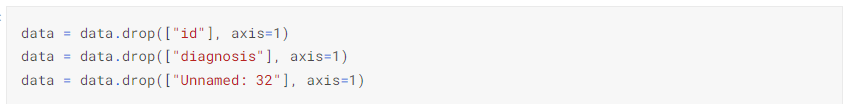 data = data.drop(["id"], axis=1)
data = data.drop(["diagnosis"], axis=1)
data = data.drop(["Unnamed: 32"], axis=1)